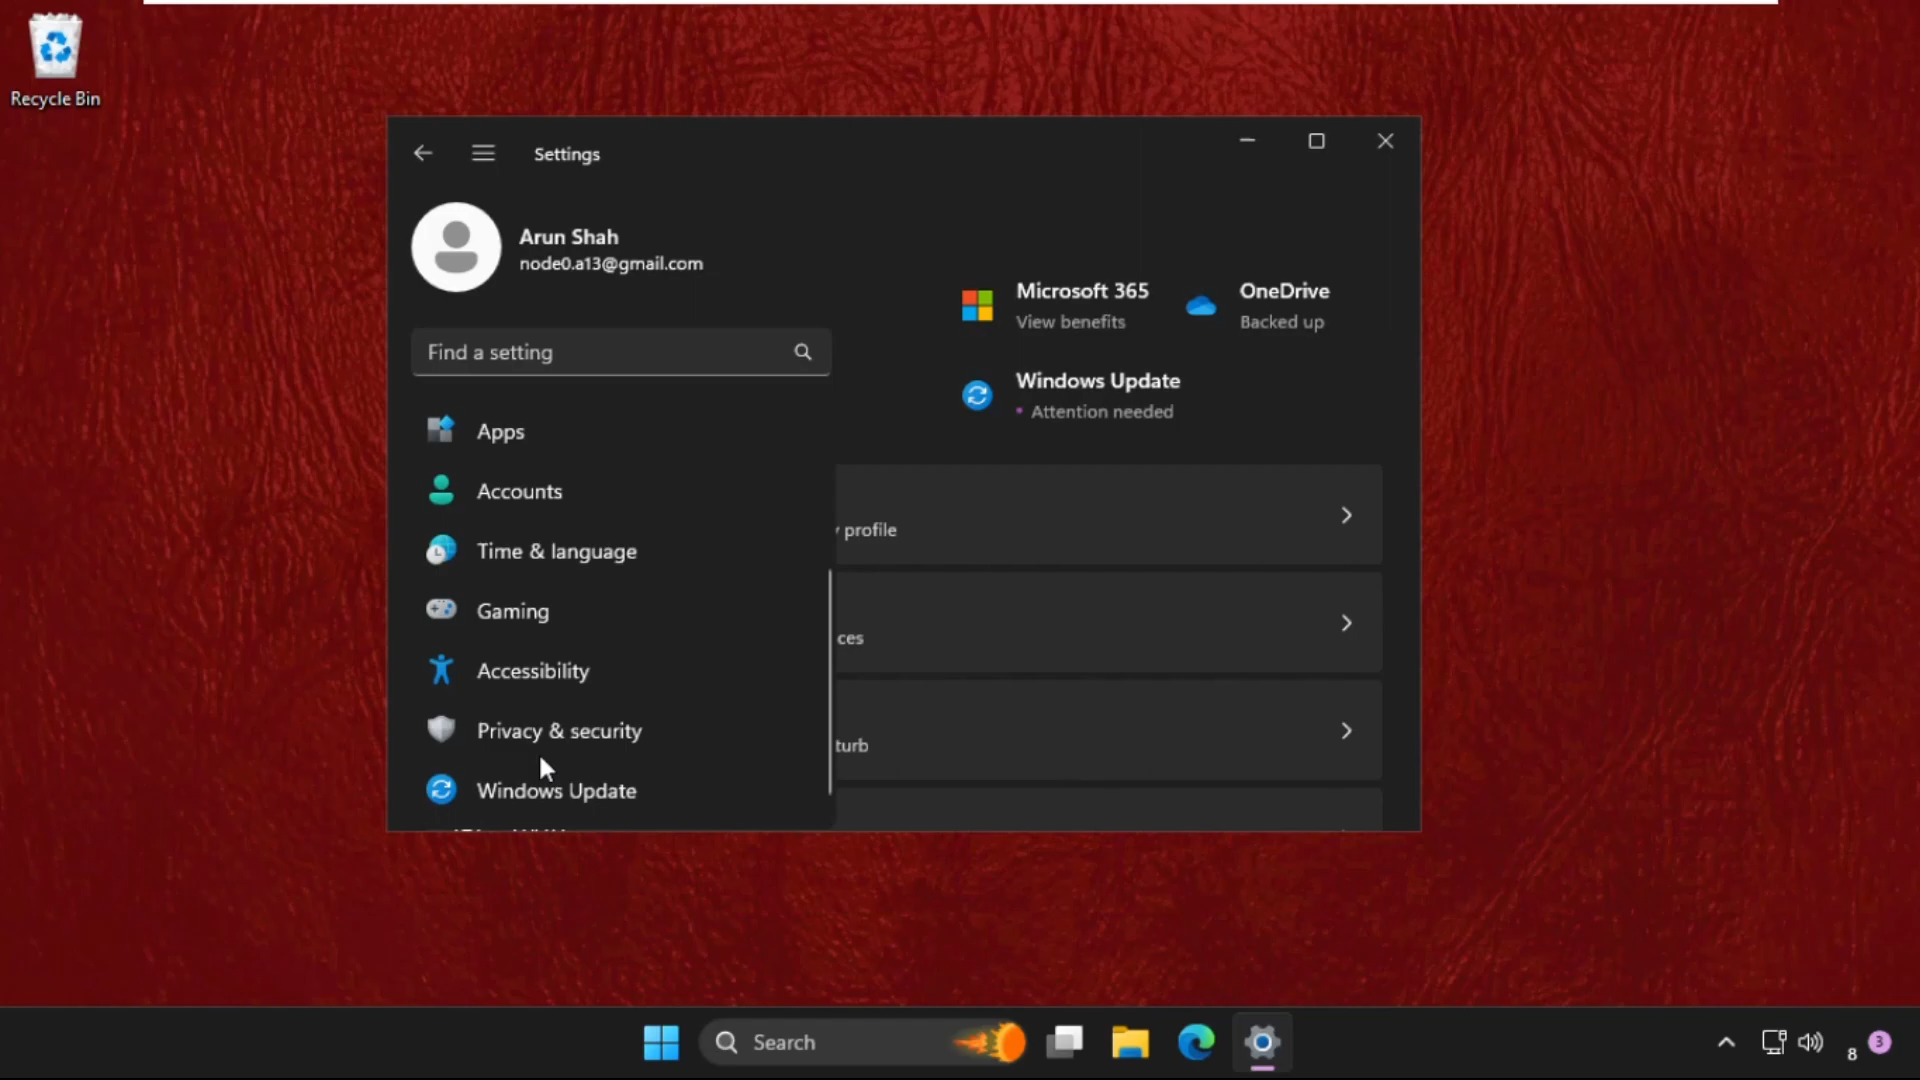 Recycle Bin
Settings
Arun Shah
node0.a13@gmail.com
Find a setting
Apps
Accounts
Time & language
Gaming
Accessibility
Privacy & security
Windows Update
Microsoft 365
View benefits
OneDrive
Backed up
Windows Update
Attention needed
profile
ces
turb
Search
8
3